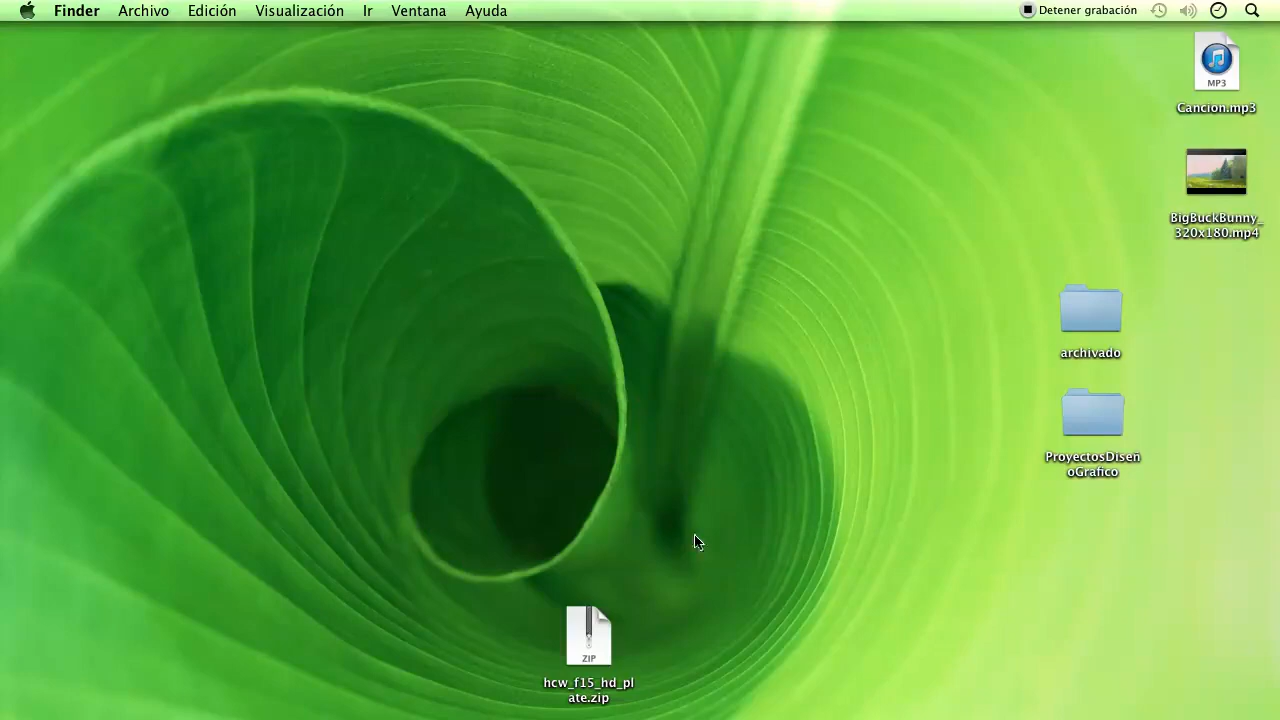 Finder Archivo Edición Visualización Ir Ventana Ayuda Detener grabación
MP3
Cancion.mp3
BigBuckBunny_
320x180.mp4
archivado
ProyectosDiseñ
oGrafico
ZIP
hcw_f15_hd_pl
ate.zip